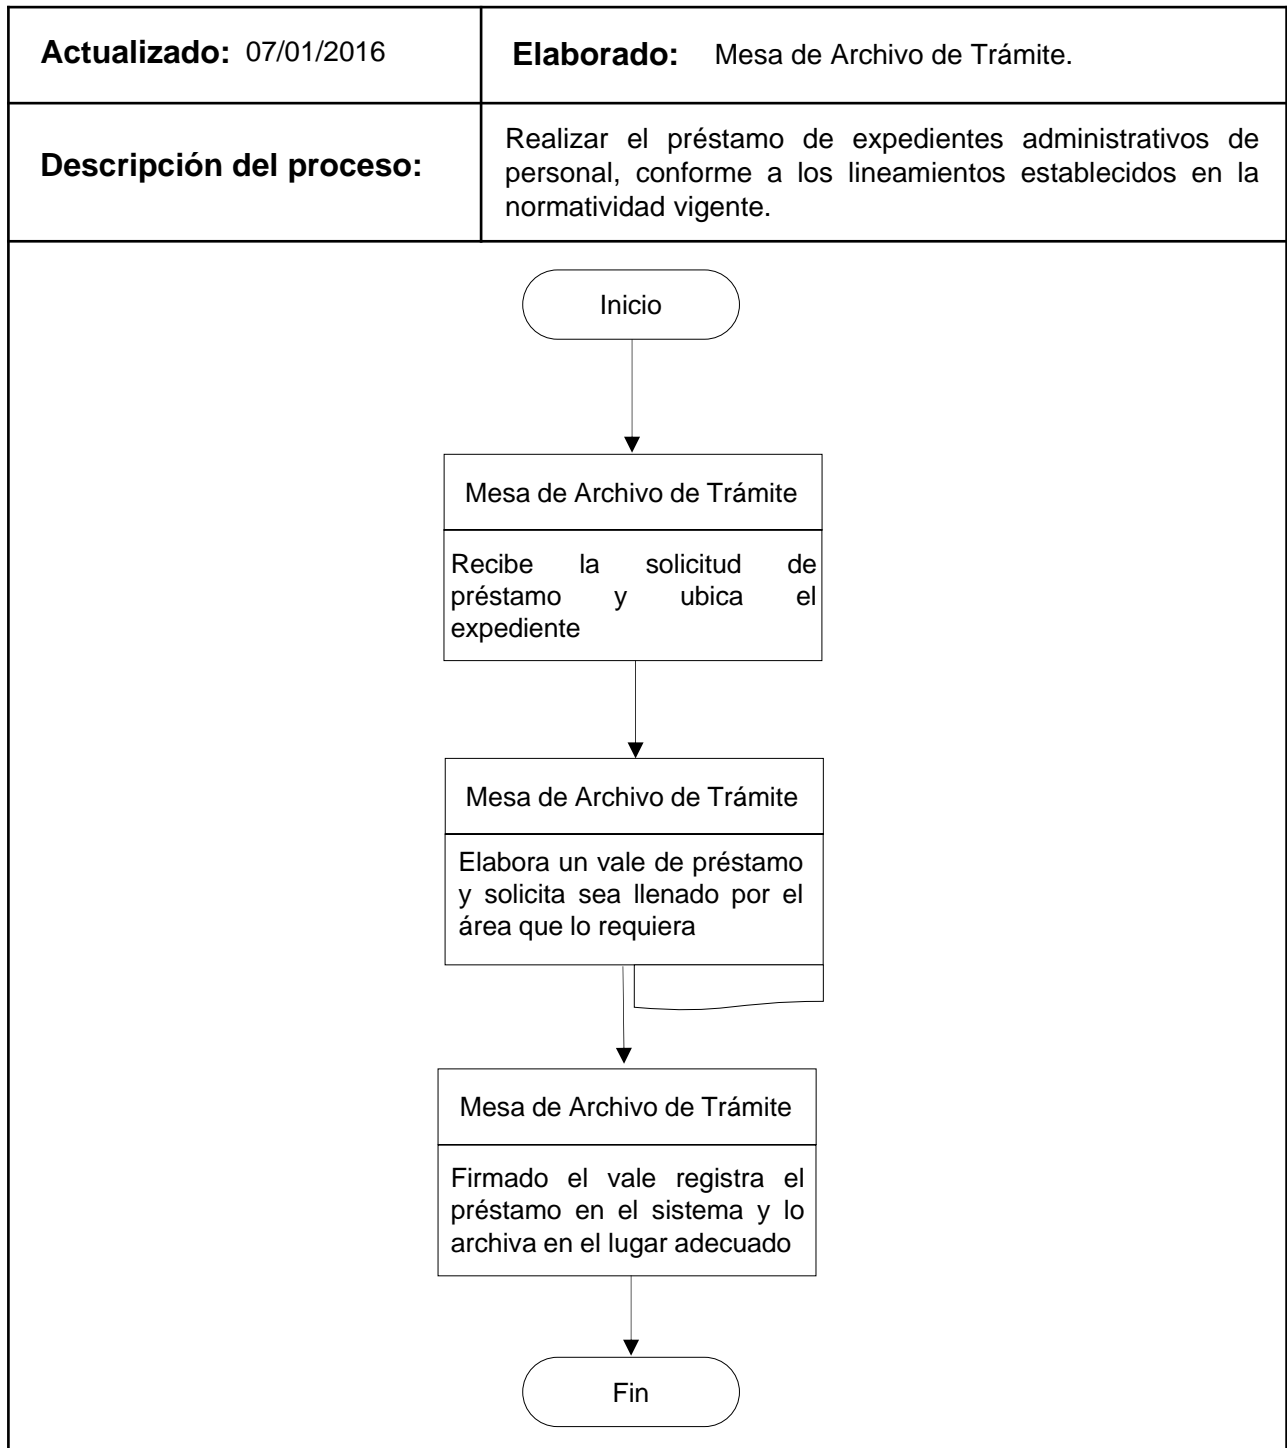 Actualizado: 07/01/2016
Elaborado: Mesa de Archivo de Trámite.
Descripción del proceso:
Realizar el préstamo de expedientes administrativos de
personal, conforme a los lineamientos establecidos en la
normatividad vigente.
Inicio
Mesa de Archivo de Trámite
Recibe la solicitud de
préstamo y ubica el
expediente
Mesa de Archivo de Trámite
Elabora un vale de préstamo
y solicita sea llenado por el
área que lo requiera
Mesa de Archivo de Trámite
Firmado el vale registra el
préstamo en el sistema y lo
archiva en el lugar adecuado
Fin